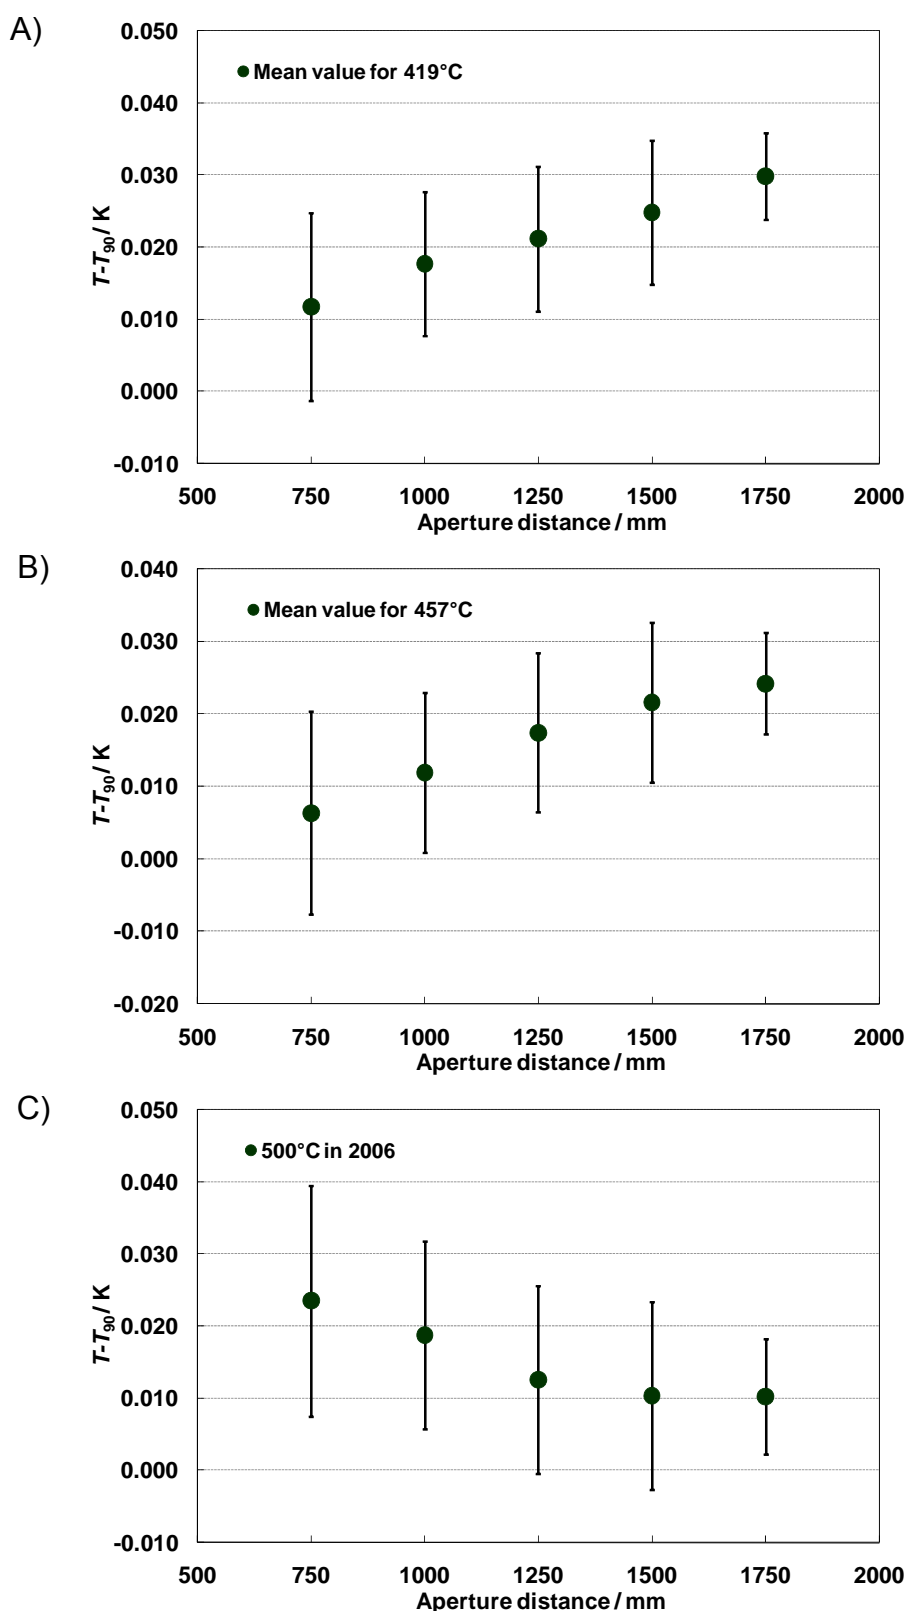 A)
0.050
Mean value for 419°C
0.040
0.030
0.020
0.010
0.000
-0.010
T-T90/ K
500 750 1000 1250 1500 1750 2000
Aperture distance / mm
B)
0.040
Mean value for 457°C
0.030
0.020
0.010
0.000
-0.010
-0.020
T-T90/ K
500 750 1000 1250 1500 1750 2000
Aperture distance / mm
C)
0.050
500°C in 2006
0.040
0.030
0.020
0.010
0.000
-0.010
T-T90/ K
500 750 1000 1250 1500 1750 2000
Aperture distance / mm